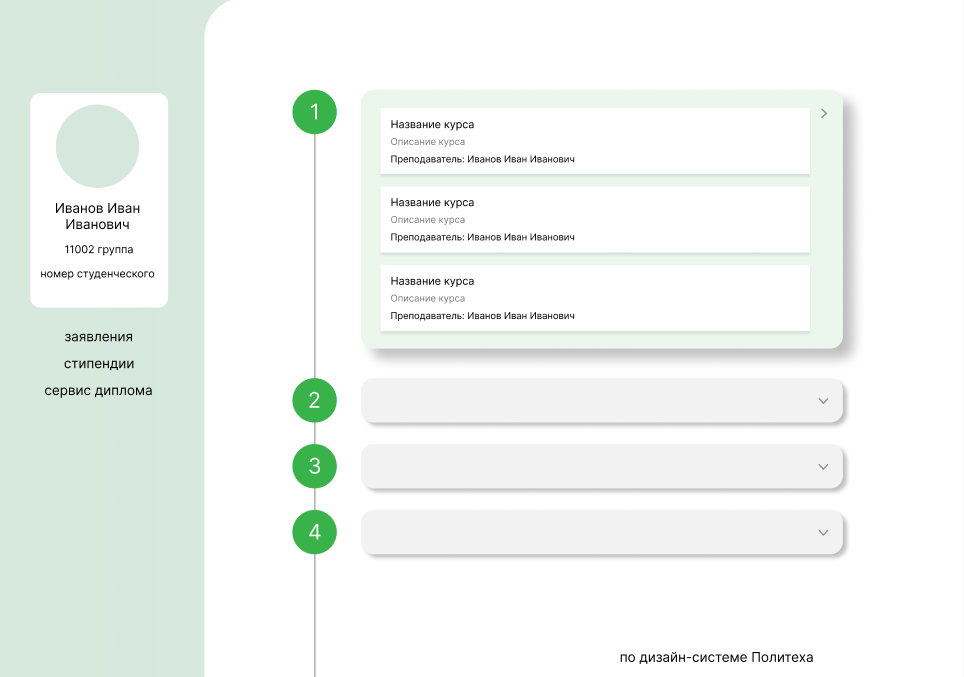 Иванов Иван
Иванович
11002 группа
номер студенческого
заявления
стипендии
сервис диплома
1
Название курса
Описание курса
Преподаватель: Иванов Иван Иванович
Название курса
Описание курса
Преподаватель: Иванов Иван Иванович
Название курса
Описание курса
Преподаватель: Иванов Иван Иванович
2
3
4
по дизайн-системе Политеха